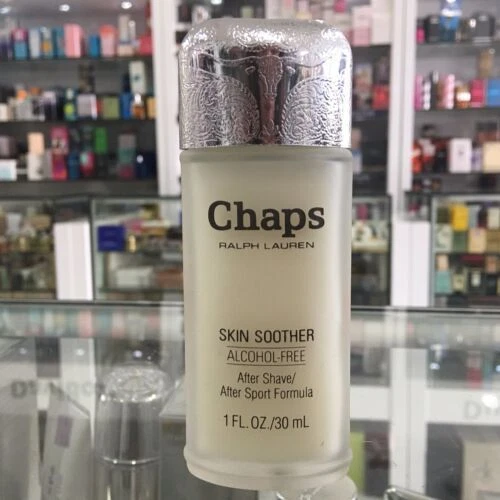 Chaps
RALPH LAUREN
SKIN SOOTHER
ALCOHOL-FREE
After Shave/
After Sport Formula
1 FL. OZ./30 mL